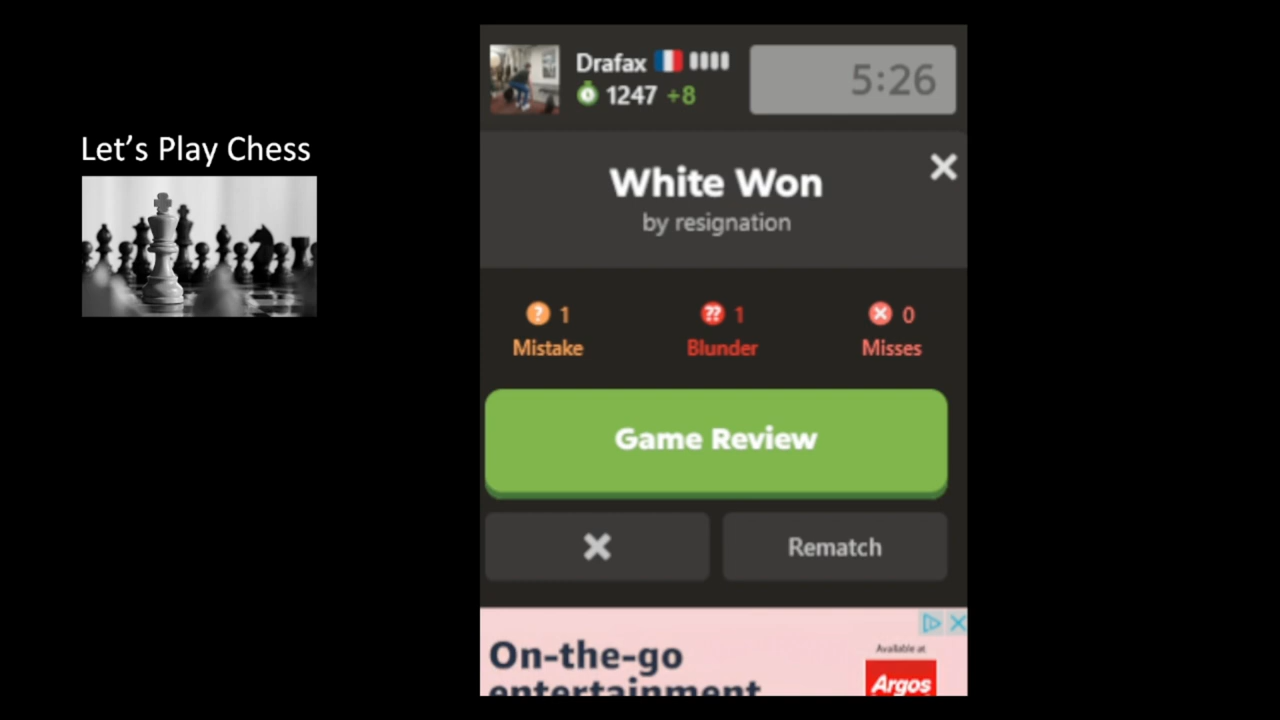 Let’s Play Chess
Drafax
1247 +8
5:26
White Won
by resignation
? 1
Mistake
?? 1
Blunder
0
Misses
Game Review
Rematch
On-the-go
entertainment
Available at
Argos